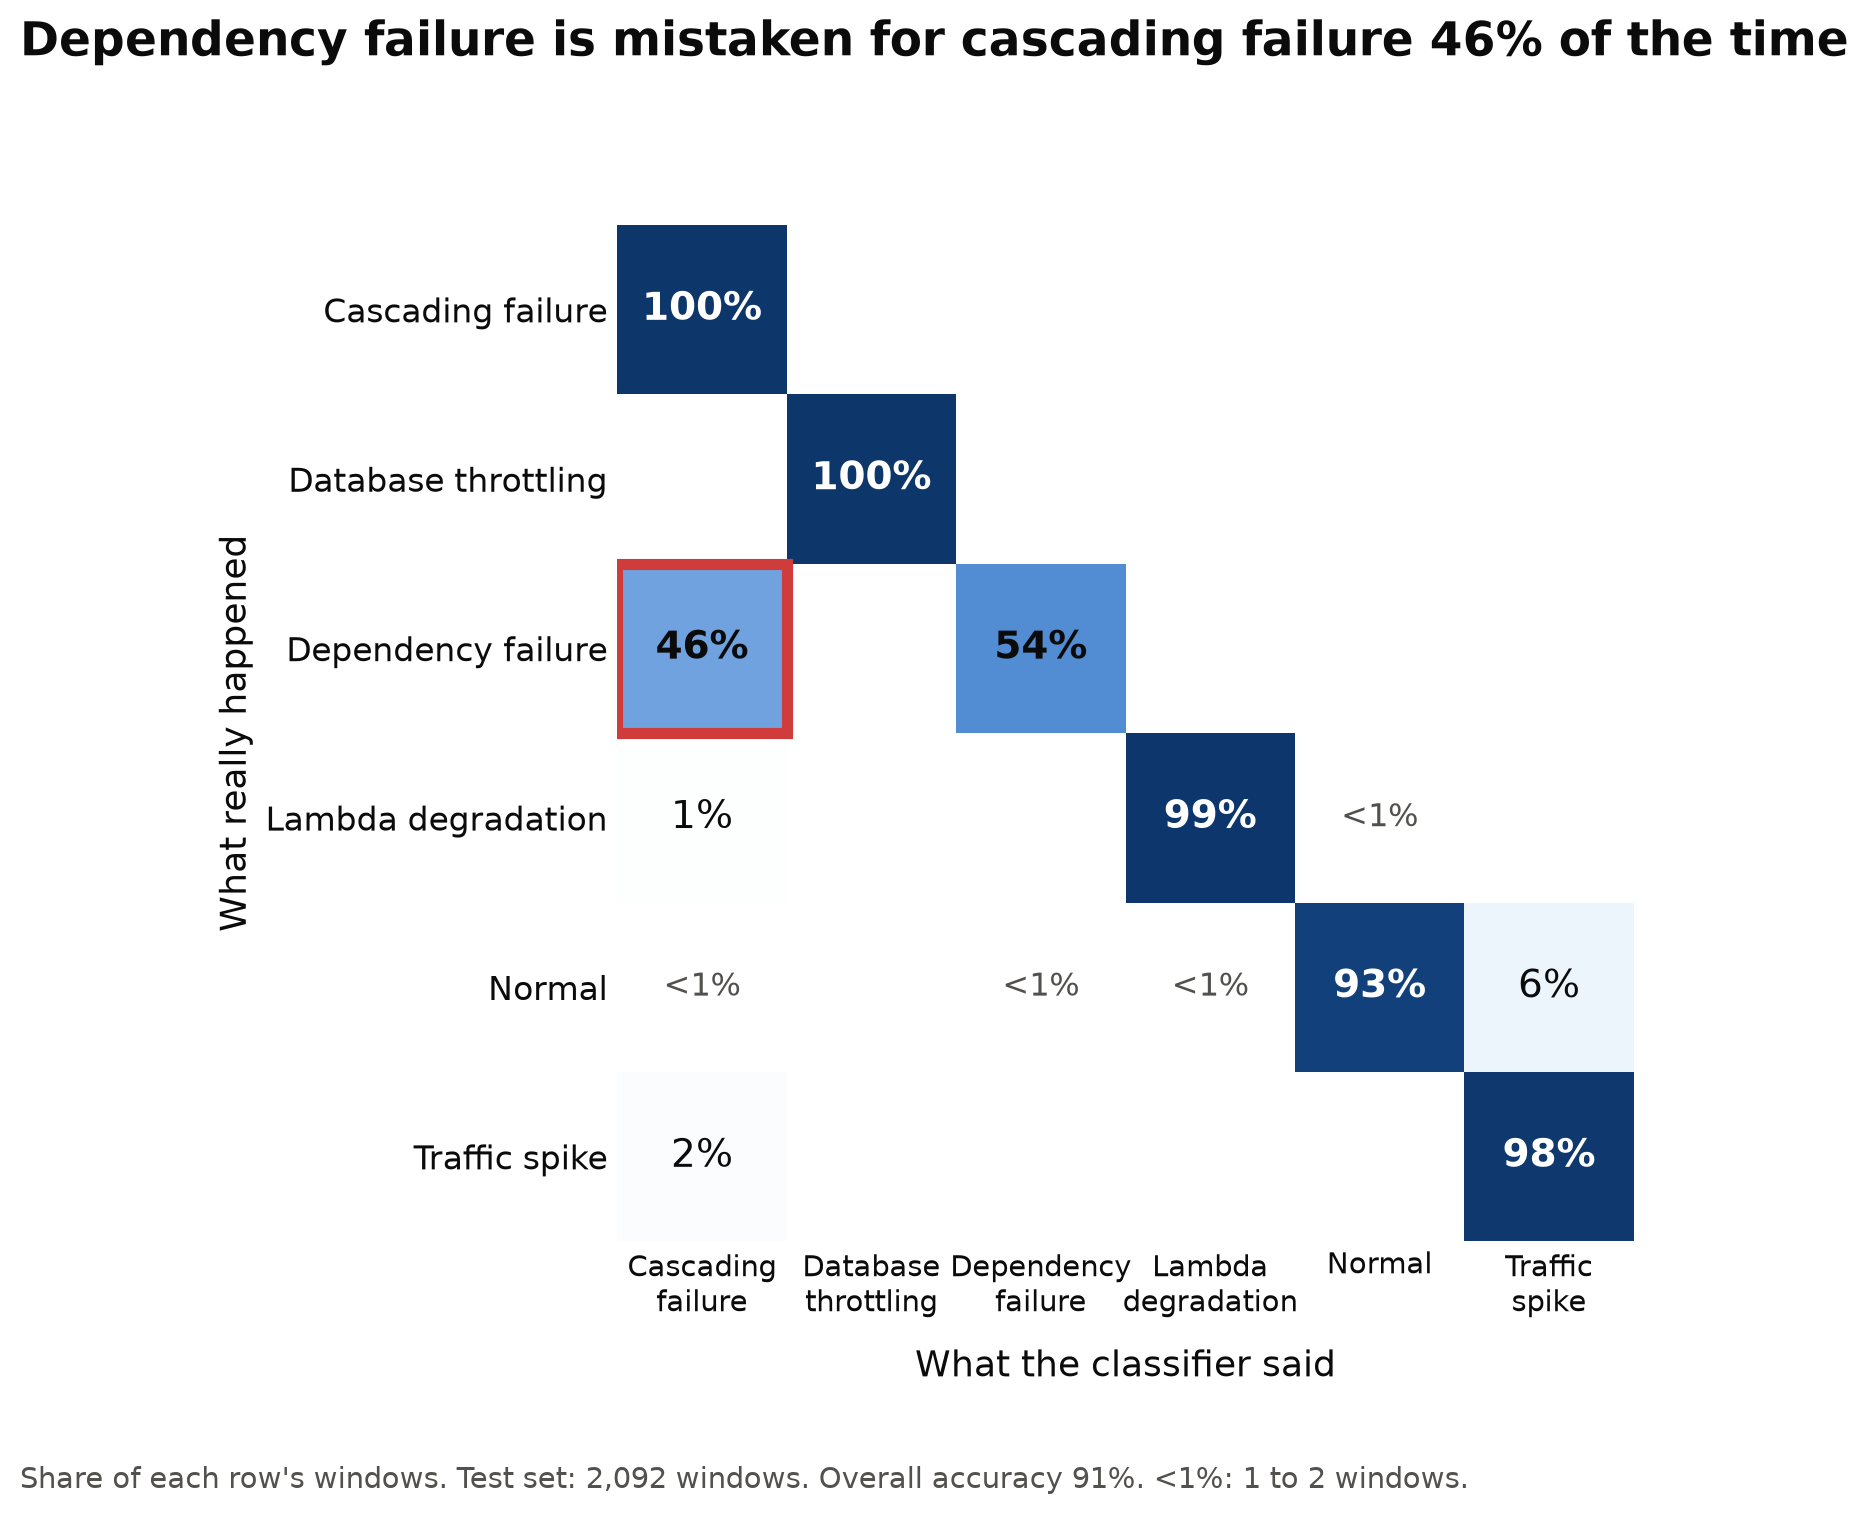 Dependency failure is mistaken for cascading failure 46% of the time
What really happened
Cascading failure 100%
Database throttling 100%
Dependency failure 46% 54%
Lambda degradation 1% 99% <1%
Normal <1% <1% <1% 93% 6%
Traffic spike 2% 98%
Cascading Database Dependency Lambda Normal Traffic
failure throttling failure degradation spike
What the classifier said
Share of each row's windows. Test set: 2,092 windows. Overall accuracy 91%. <1%: 1 to 2 windows.